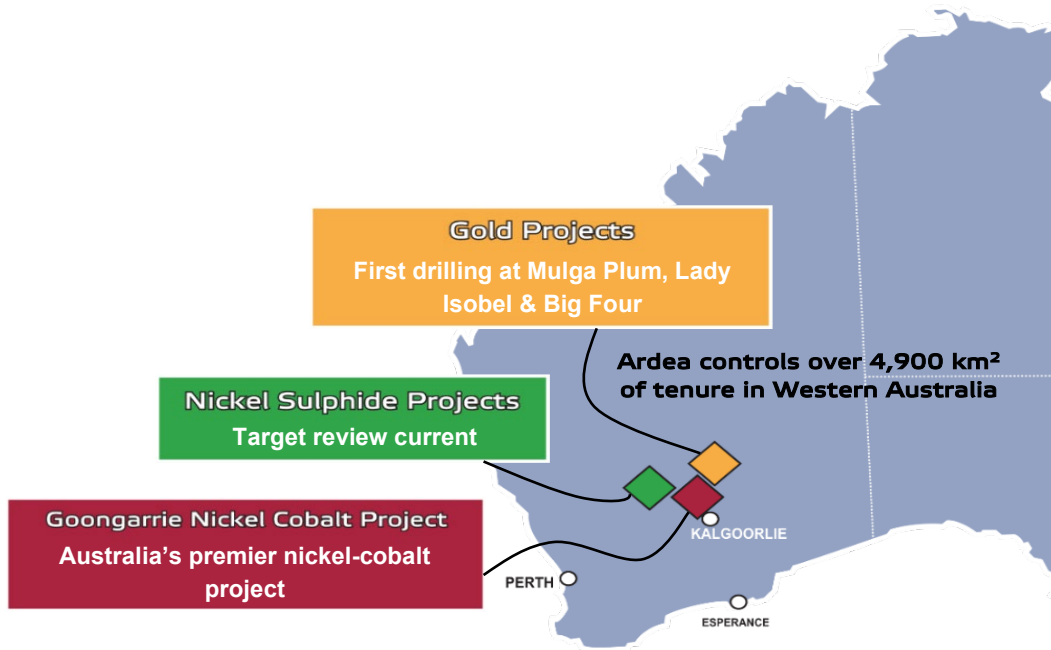 Gold Projects
First drilling at Mulga Plum, Lady
Isobel & Big Four
Ardea controls over 4,900 km²
of tenure in Western Australia
Nickel Sulphide Projects
Target review current
Goongarrie Nickel Cobalt Project
Australia’s premier nickel-cobalt
project
KALGOORLIE
PERTH
ESPERANCE